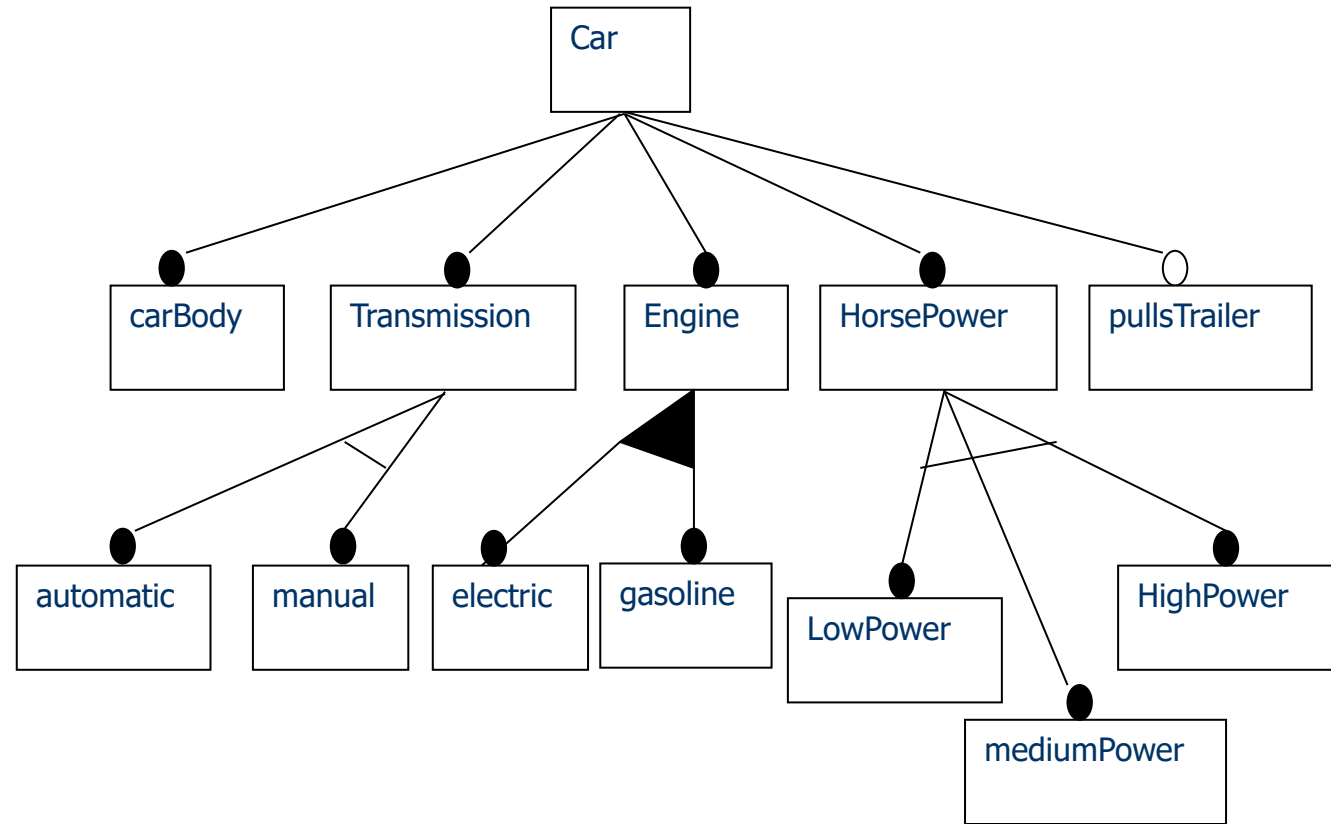 Car
carBody
Transmission
Engine
HorsePower
pullsTrailer
automatic
manual
electric
gasoline
LowPower
HighPower
mediumPower